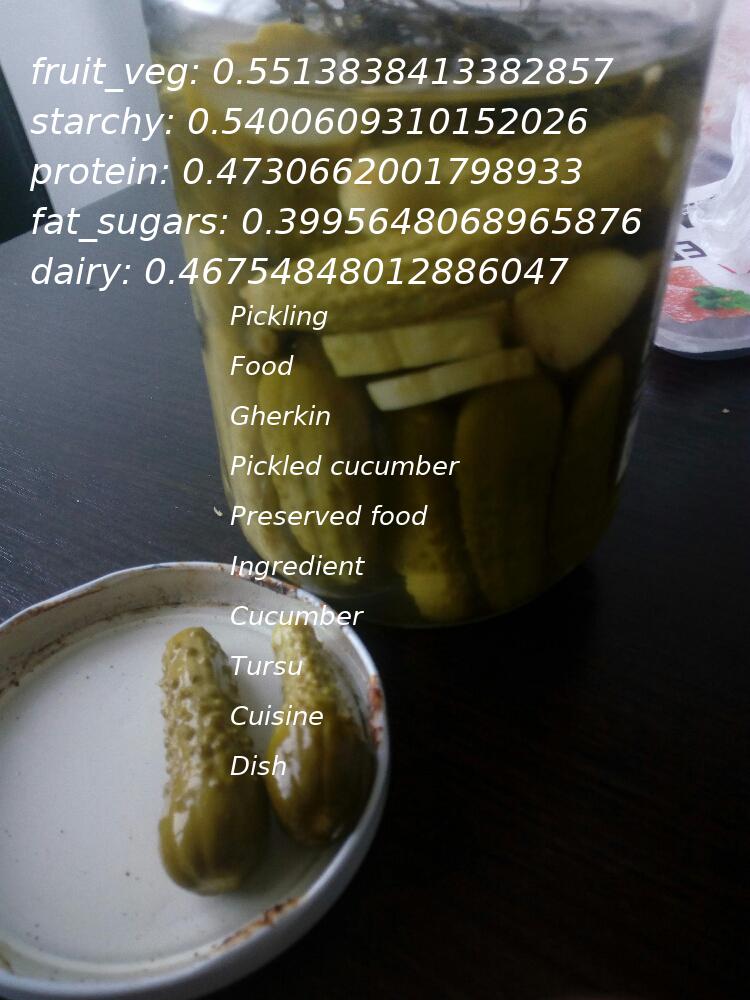 fruit_veg: 0.5513838413382857
starchy: 0.5400609310152026
protein: 0.4730662001798933
fat_sugars: 0.3995648068965876
dairy: 0.46754848012886047
Pickling
Food
Gherkin
Pickled cucumber
Preserved food
Ingredient
Cucumber
Tursu
Cuisine
Dish